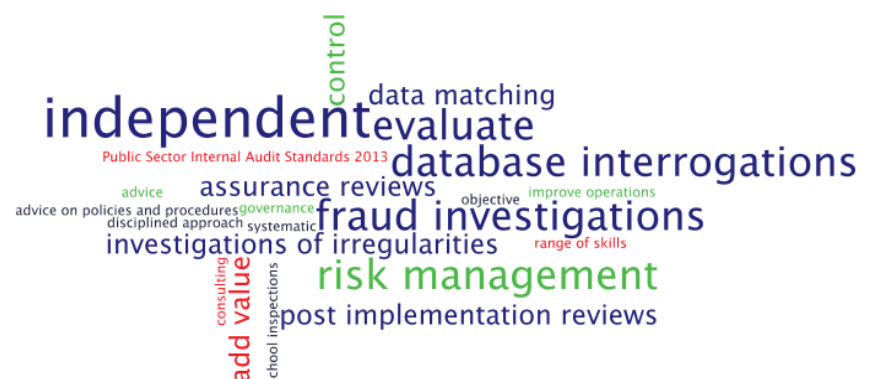 control
data matching
independent
evaluate
Public Sector Internal Audit Standards 2013
database interrogations
assurance reviews
advice
objective
improve operations
advice on policies and procedures
governance
fraud investigations
disciplined approach
systematic
investigations of irregularities
range of skills
consulting
add value
chool inspections
risk management
post implementation reviews